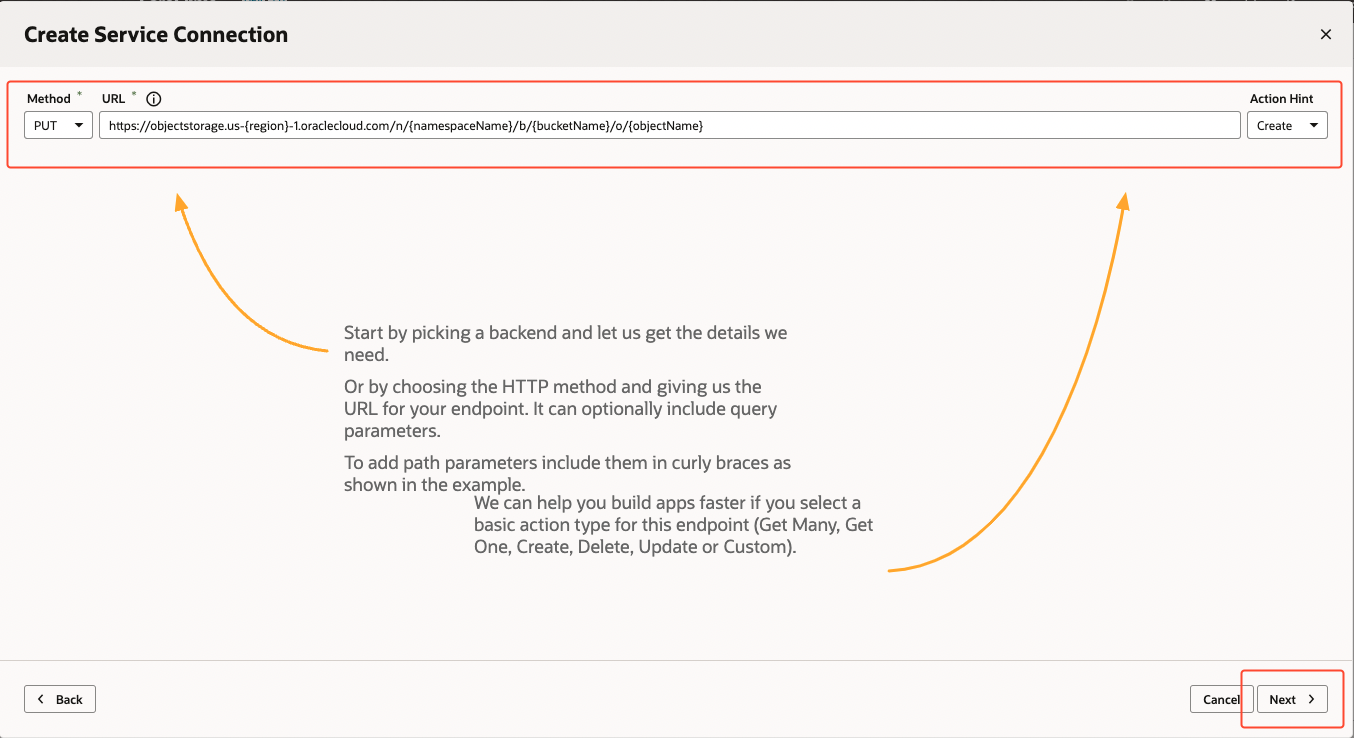 Create Service Connection
Method * URL * Action Hint
PUT https://objectstorage.us-{region}-1.oraclecloud.com/n/{namespaceName}/b/{bucketName}/o/{objectName} Create
Start by picking a backend and let us get the details we
need.
Or by choosing the HTTP method and giving us the
URL for your endpoint. It can optionally include query
parameters.
To add path parameters include them in curly braces as
shown in the example.
We can help you build apps faster if you select a
basic action type for this endpoint (Get Many, Get
One, Create, Delete, Update or Custom).
Back Cancel Next